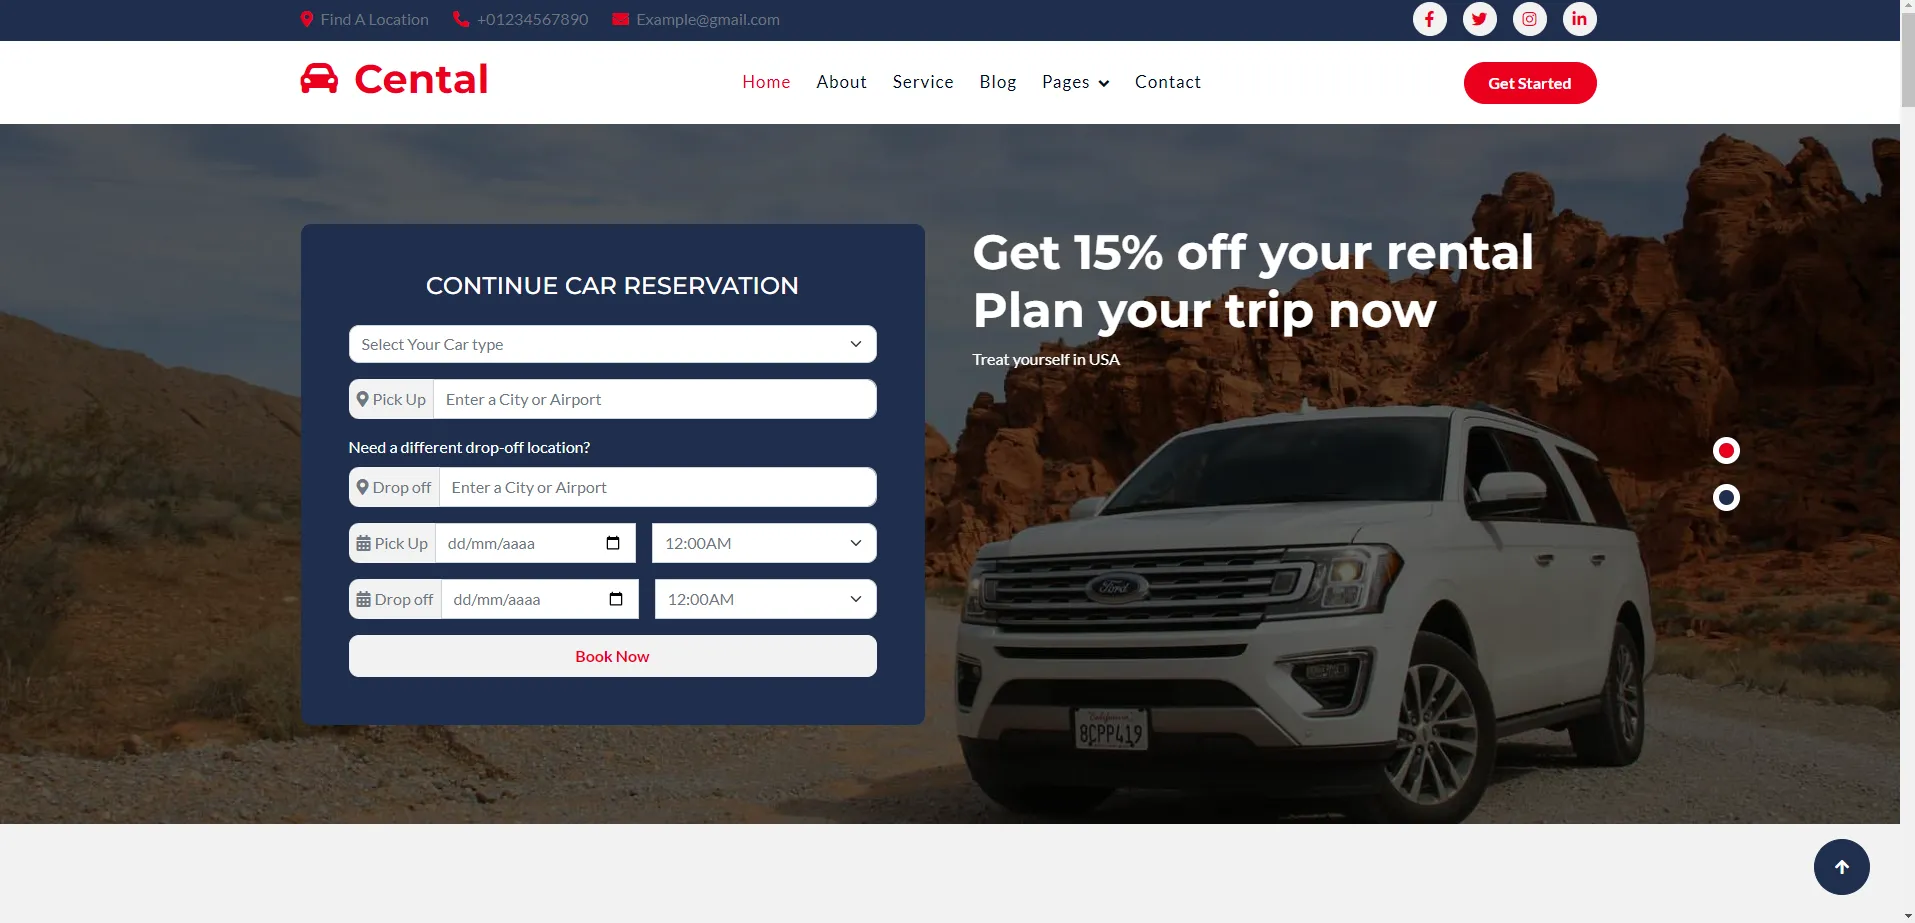 Find A Location +01234567890 Example@gmail.com
Cental
Home About Service Blog Pages Contact
Get Started
CONTINUE CAR RESERVATION
Select Your Car type
Pick Up Enter a City or Airport
Need a different drop-off location?
Drop off Enter a City or Airport
Pick Up dd/mm/aaaa 12:00AM
Drop off dd/mm/aaaa 12:00AM
Book Now
Get 15% off your rental
Plan your trip now
Treat yourself in USA
Ford
California
8CPP419